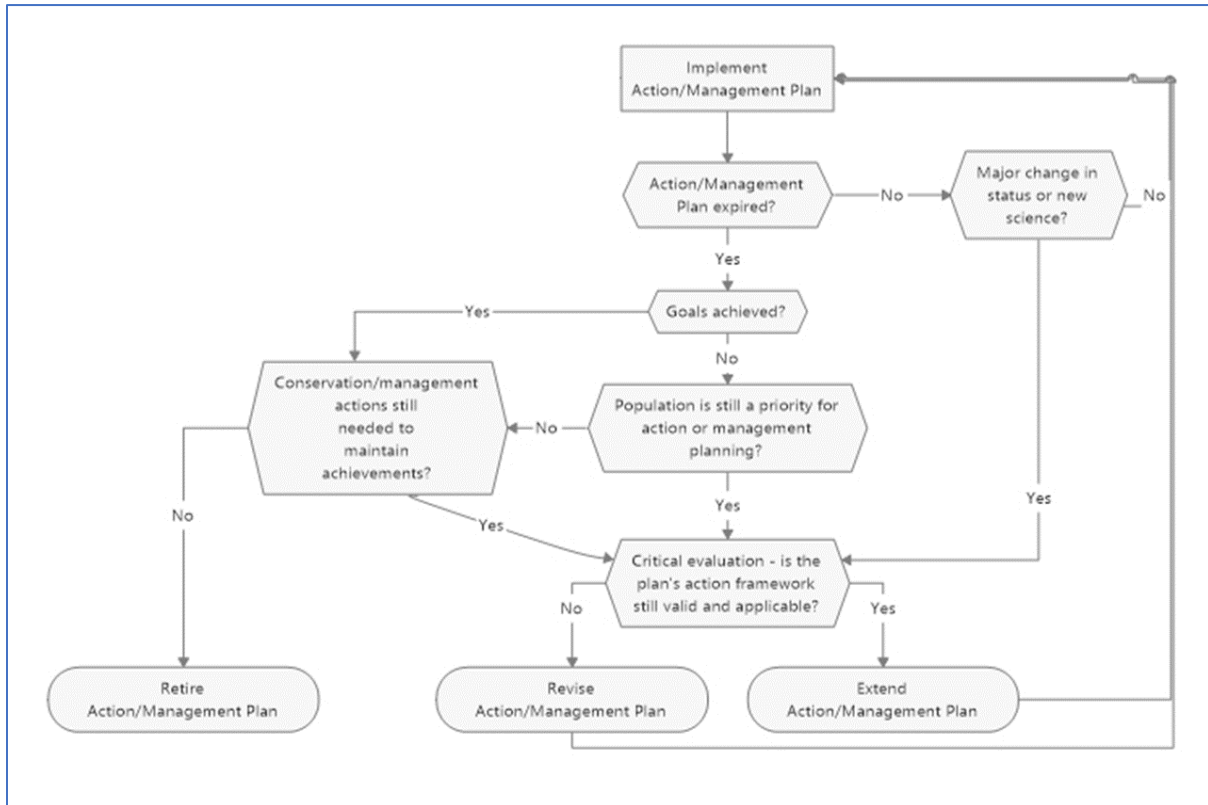 Implement
Action/Management Plan
Action/Management
Plan expired?
No
Major change in
status or new
science?
No
Yes
Goals achieved?
Yes
No
Conservation/management
actions still
needed to
maintain
achievements?
No
Population is still a priority for
action or management
planning?
No
Yes
Yes
Yes
Critical evaluation - is the
plan's action framework
still valid and applicable?
No
Yes
Retire
Action/Management Plan
Revise
Action/Management Plan
Extend
Action/Management Plan